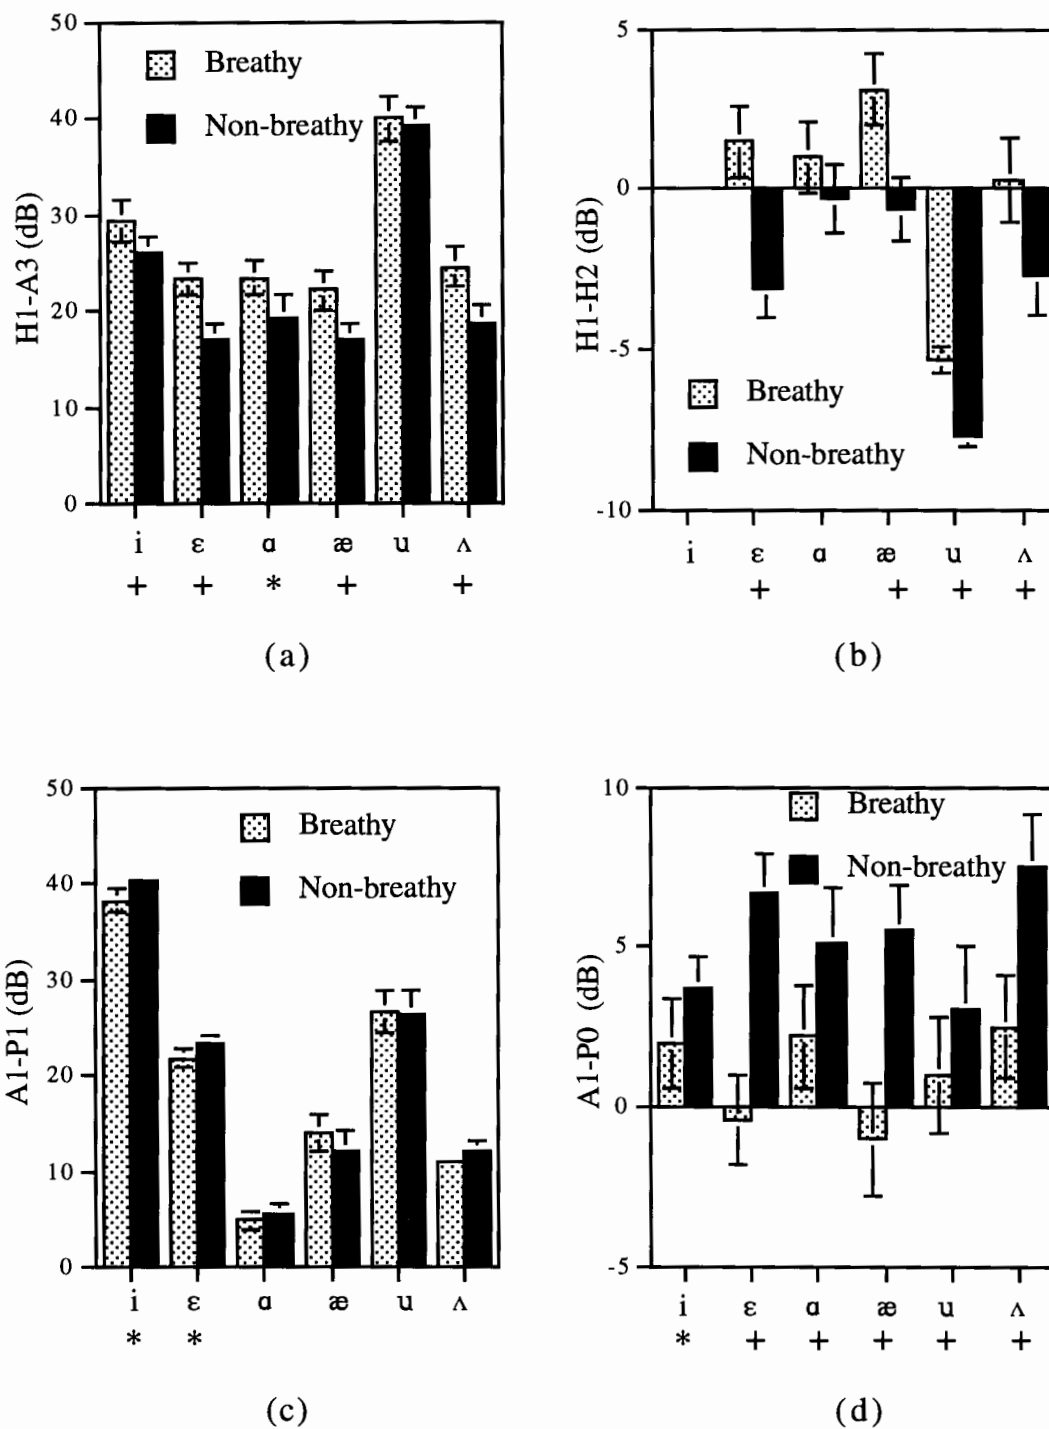 50
40
30
20
10
0
H1-A3 (dB)
Breathy
Non-breathy
i ɛ ɑ æ u ʌ
+ + * + +
(a)
5
0
-5
-10
H1-H2 (dB)
Breathy
Non-breathy
i ɛ ɑ æ u ʌ
+ + + +
(b)
50
40
30
20
10
0
A1-P1 (dB)
Breathy
Non-breathy
i ɛ ɑ æ u ʌ
* *
(c)
10
5
0
-5
A1-P0 (dB)
Breathy
Non-breathy
i ɛ ɑ æ u ʌ
* + + + + +
(d)